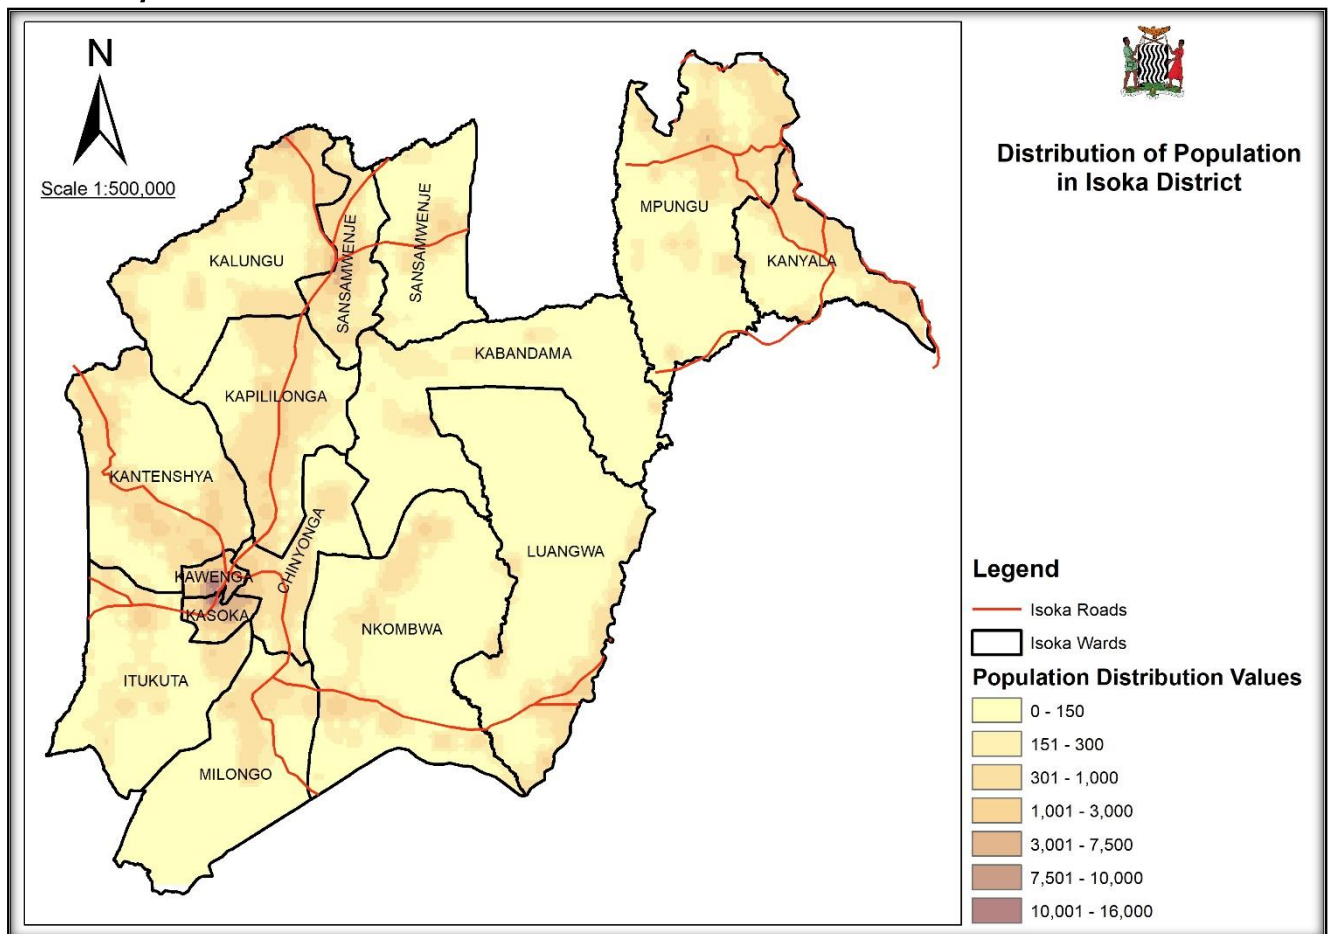 N
Scale 1:500,000
Distribution of Population
in Isoka District
KALUNGU
SANSAMWENJE
SANSAMWENJE
MPUNGU
KANYALA
KABANDAMA
KAPILILONGA
KANTENSHYA
CHINYONGA
LUANGWA
KAWENGA
KASOKA
NKOMBWA
ITUKUTA
MILONGO
Legend
Isoka Roads
Isoka Wards
Population Distribution Values
0 - 150
151 - 300
301 - 1,000
1,001 - 3,000
3,001 - 7,500
7,501 - 10,000
10,001 - 16,000